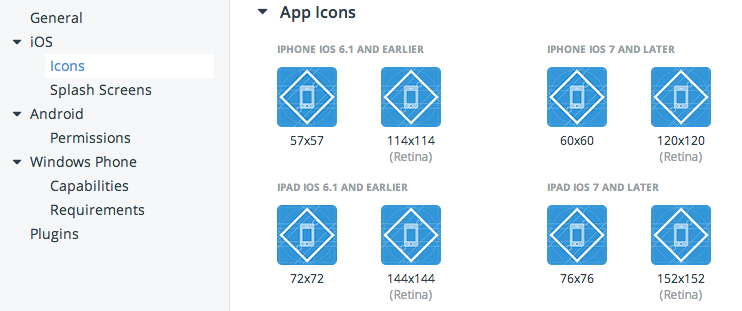 General
iOS
Icons
Splash Screens
Android
Permissions
Windows Phone
Capabilities
Requirements
Plugins
App Icons
IPHONE IOS 6.1 AND EARLIER
57x57
114x114
(Retina)
IPHONE IOS 7 AND LATER
60x60
120x120
(Retina)
IPAD IOS 6.1 AND EARLIER
72x72
144x144
(Retina)
IPAD IOS 7 AND LATER
76x76
152x152
(Retina)